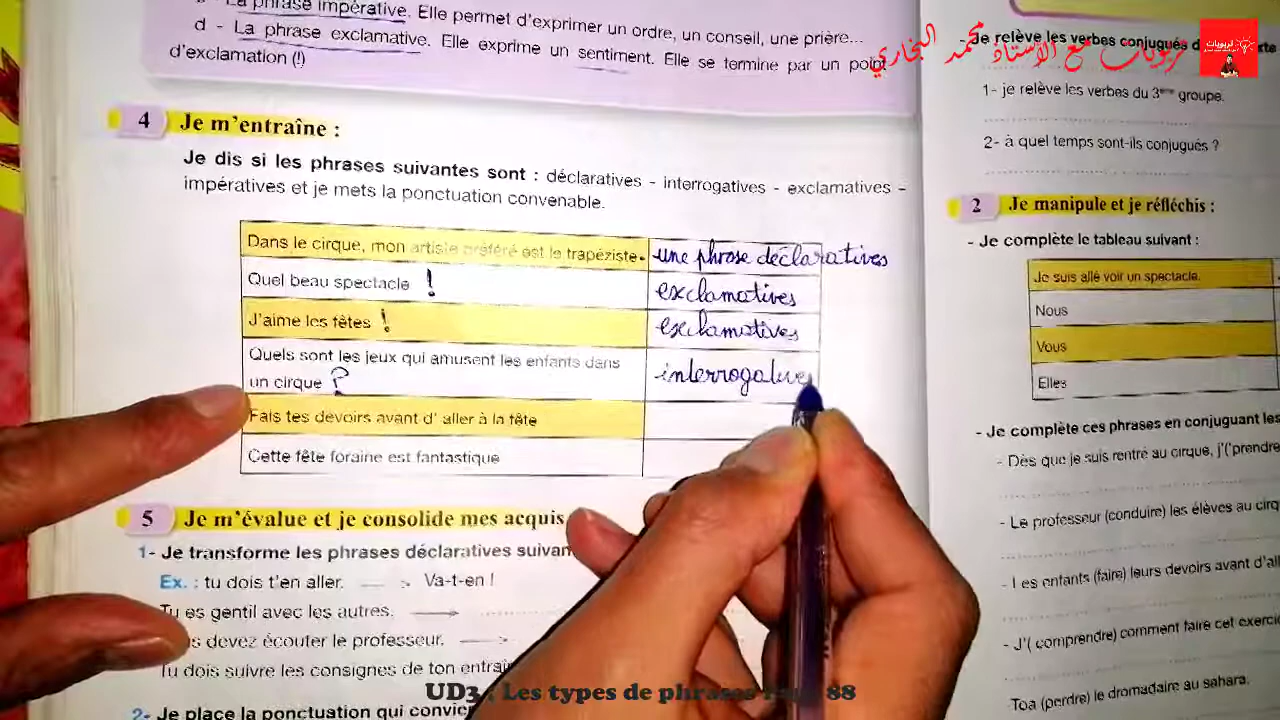 La phrase impérative. Elle permet d'exprimer un ordre, un conseil, une prière...
d - La phrase exclamative. Elle exprime un sentiment. Elle se termine par un point
d'exclamation (!)
تربويات مع الأستاذ محمد البخاري
4 Je m'entraîne :
Je dis si les phrases suivantes sont : déclaratives - interrogatives - exclamatives -
impératives et je mets la ponctuation convenable.
Dans le cirque, mon artiste préféré est le trapéziste. une phrase déclaratives
Quel beau spectacle ! exclamatives
J'aime les fêtes ! exclamatives
Quels sont les jeux qui amusent les enfants dans
un cirque ? interrogatives
Fais tes devoirs avant d' aller à la fête
Cette fête foraine est fantastique
5 Je m'évalue et je consolide mes acquis
1- Je transforme les phrases déclaratives suivan
Ex. : tu dois t'en aller. Va-t-en !
Tu es gentil avec les autres.
devez écouter le professeur.
Tu dois suivre les consignes de ton entraî
2- Je place la ponctuation qui convie
UD3 : Les types de phrases 88
- Je relève les verbes conjugués
1- je relève les verbes du 3ème groupe.
2- à quel temps sont-ils conjugués ?
2 Je manipule et je réfléchis :
- Je complète le tableau suivant :
Je suis allé voir un spectacle.
Nous
Vous
Elles
- Je complète ces phrases en conjuguant les
- Dès que je suis rentré au cirque, j'(prendre
- Le professeur (conduire) les élèves au cirq
- Les enfants (faire) leurs devoirs avant d'all
- J'( comprendre) comment faire cet exerci
Toa (perdre) le dromadaire au sahara.